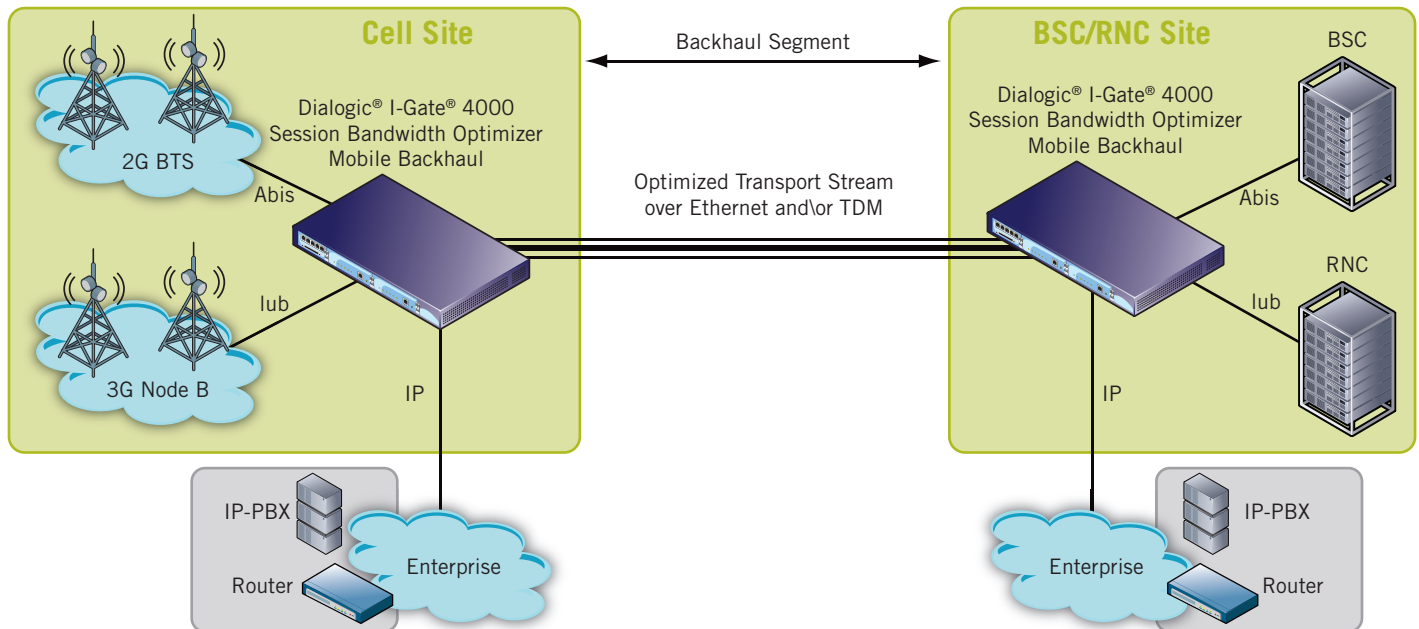 Cell Site
Backhaul Segment
BSC/RNC Site
BSC
Dialogic® I-Gate® 4000
Session Bandwidth Optimizer
Mobile Backhaul
Dialogic® I-Gate® 4000
Session Bandwidth Optimizer
Mobile Backhaul
2G BTS
Abis
Optimized Transport Stream
over Ethernet and\or TDM
Abis
RNC
Iub
Iub
3G Node B
IP
IP
IP-PBX
Enterprise
Router
IP-PBX
Enterprise
Router